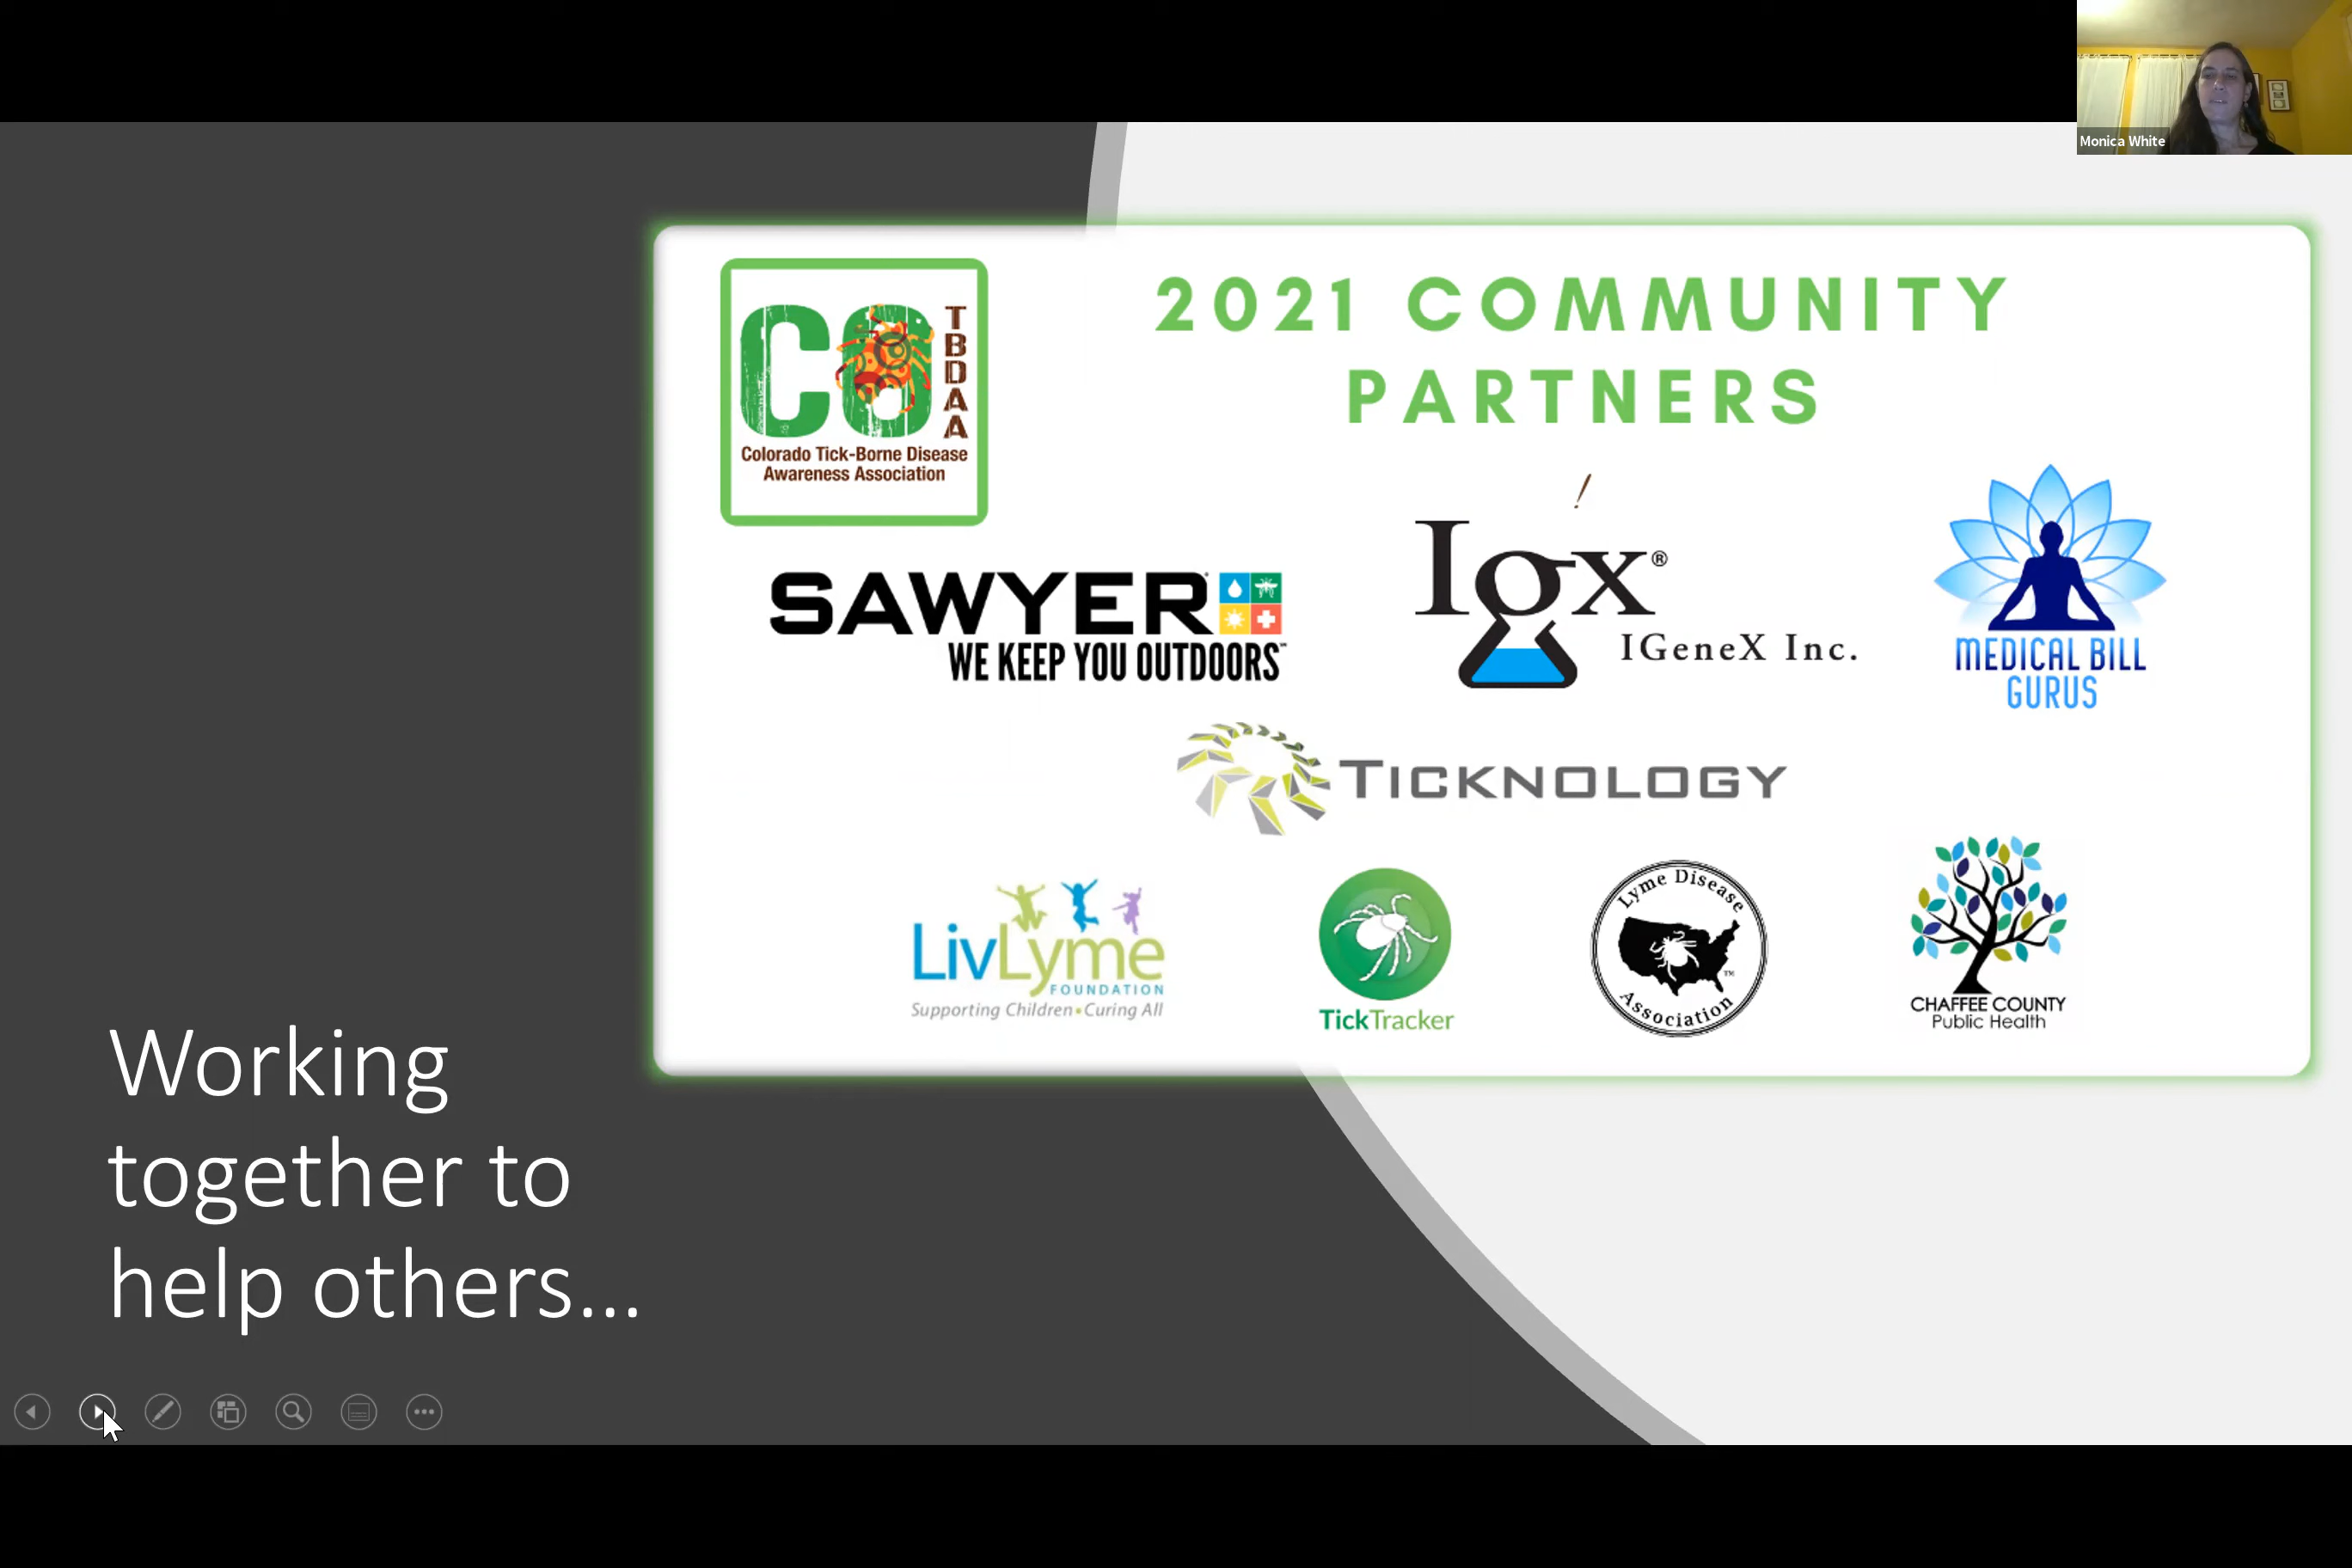 Monica White
2021 COMMUNITY
PARTNERS
CO
TBDAA
Colorado Tick-Borne Disease
Awareness Association
SAWYER
WE KEEP YOU OUTDOORS
Igx®
IGeneX Inc.
MEDICAL BILL
GURUS
TICKNOLOGY
LivLyme
FOUNDATION
Supporting Children • Curing All
TickTracker
Lyme Disease
Association
™
CHAFFEE COUNTY
Public Health
Working
together to
help others...